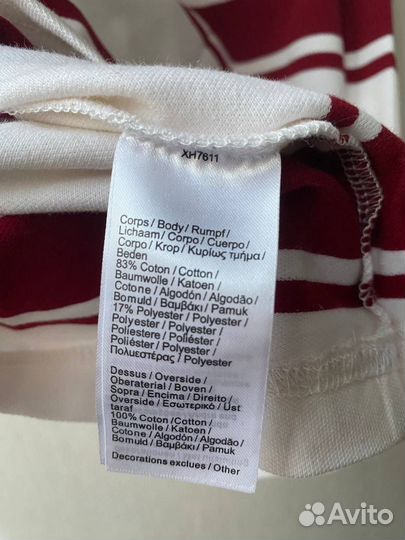 XH7611
Corps / Body / Rumpf /
Lichaam / Corpo / Cuerpo /
Corpo / Krop / Κυρίως τμήμα /
Beden
83% Coton / Cotton /
Baumwolle / Katoen /
Cotone / Algodón / Algodão /
Bomuld / Βαμβάκι / Pamuk
17% Polyester / Polyester /
Polyester / Polyester /
Poliestere / Poliéster /
Poliéster / Polyester /
Πολυεστέρας / Polyester
Dessus / Overside /
Oberaterial / Boven /
Sopra / Encima / Direito /
Overside / Εσωτερικό / Üst
taraf
100% Coton /Cotton /
Baumwolle / Katoen /
Cotone / Algodón / Algodão /
Bomuld / Βαμβάκι / Pamuk
Decorations exclues / Other
Avito